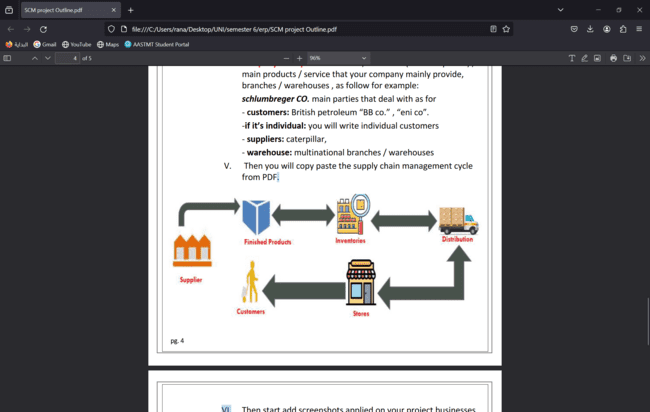 SCM project Outline.pdf
file:///C:/Users/rana/Desktop/UNI/semester 6/erp/SCM project Outline.pdf
البداية
Gmail
YouTube
Maps
AASTMT Student Portal
4 of 5
96%
main products / service that your company mainly provide,
branches / warehouses , as follow for example:
schlumbreger CO. main parties that deal with as for
- customers: British petroleum “BB co.” , “eni co”.
-if it’s individual: you will write individual customers
- suppliers: caterpillar,
- warehouse: multinational branches / warehouses
V. Then you will copy paste the supply chain management cycle
from PDF;
Finished Products
Inventories
Distribution
Supplier
Customers
Stores
pg. 4
VI. Then start add screenshots applied on your project businesses